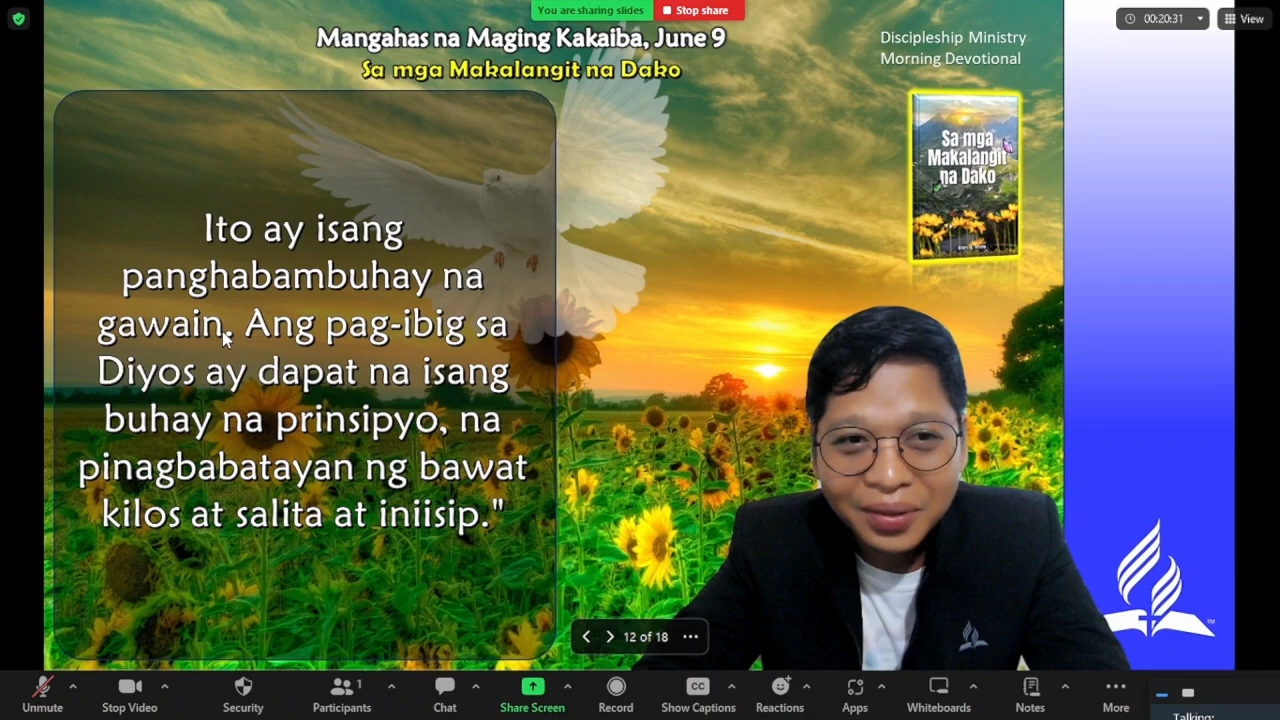 You are sharing slides
Stop share
00:20:31
View
Mangahas na Maging Kakaiba, June 9
Sa mga Makalangit na Dako
Discipleship Ministry
Morning Devotional
Sa mga
Makalangit
na Dako
Ito ay isang
panghabambuhay na
gawain. Ang pag-ibig sa
Diyos ay dapat na isang
buhay na prinsipyo, na
pinagbabatayan ng bawat
kilos at salita at iniisip."
12 of 18
TM
Unmute
Stop Video
Security
1
Participants
Chat
Share Screen
Record
CC
Show Captions
Reactions
Apps
Whiteboards
Notes
More
Talking: